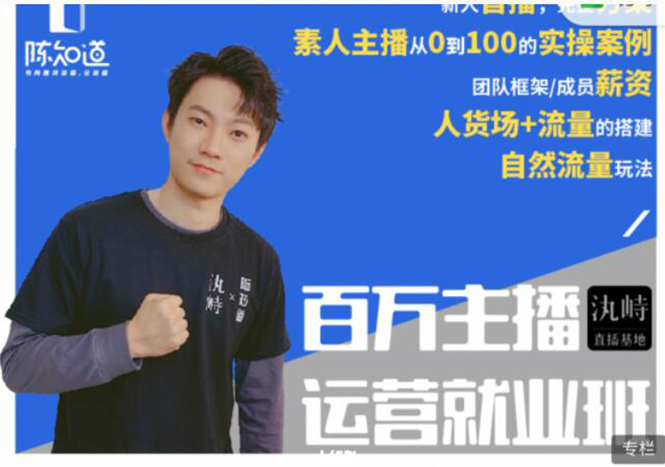 陈知道
素人主播从0到100的实操案例
团队框架/成员薪资
人货场+流量的搭建
自然流量玩法
百万主播
直播基地
运营就业班
专栏